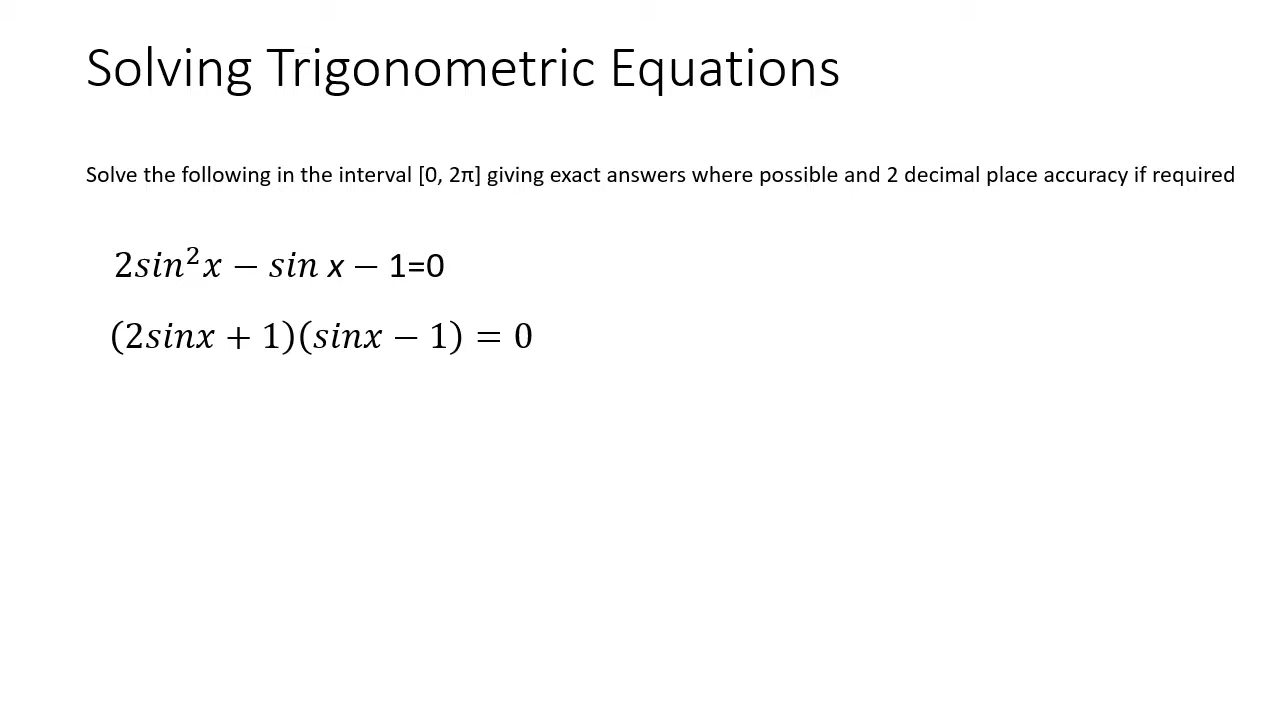 Solving Trigonometric Equations
Solve the following in the interval [0, 2π] giving exact answers where possible and 2 decimal place accuracy if required
2sin²x − sin x − 1=0
(2sinx + 1)(sinx − 1) = 0